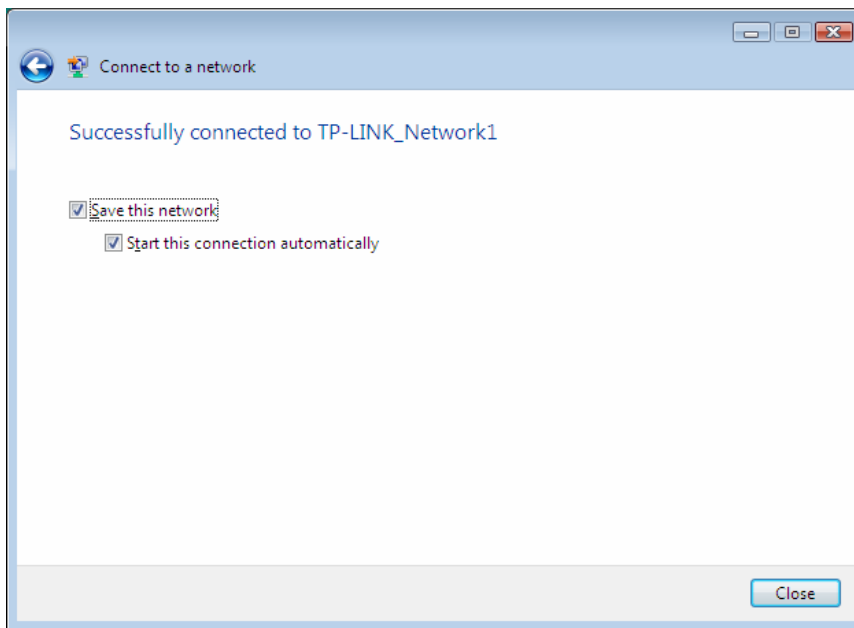 Connect to a network
Successfully connected to TP-LINK_Network1
Save this network
Start this connection automatically
Close